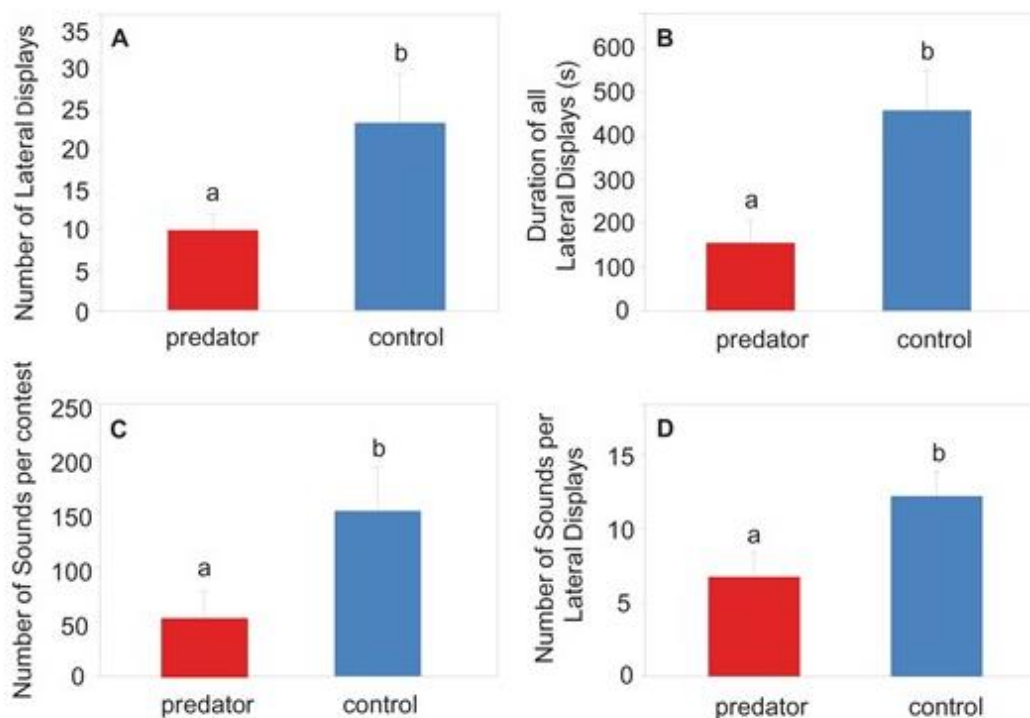 A
Number of Lateral Displays
35
30
25
20
15
10
5
0
a
b
predator
control
B
Duration of all
Lateral Displays (s)
600
500
400
300
200
100
0
a
b
predator
control
C
Number of Sounds per contest
250
200
150
100
50
0
a
b
predator
control
D
Number of Sounds per
Lateral Displays
15
10
5
0
a
b
predator
control